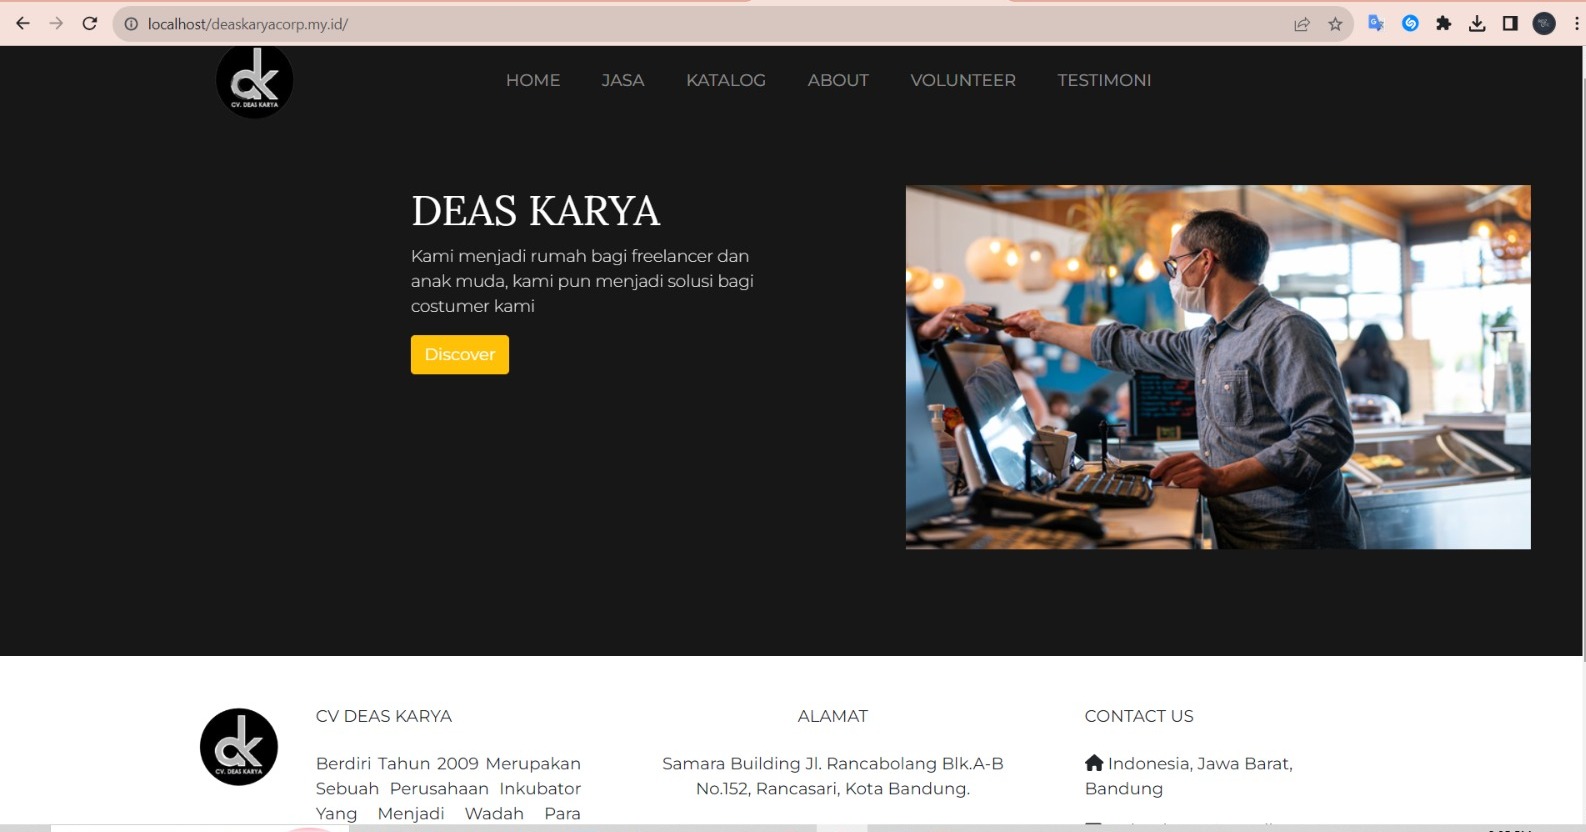 localhost/deaskaryacorp.my.id/
dk
CV. DEAS KARYA
HOME JASA KATALOG ABOUT VOLUNTEER TESTIMONI
DEAS KARYA
Kami menjadi rumah bagi freelancer dan
anak muda, kami pun menjadi solusi bagi
costumer kami
Discover
dk
CV. DEAS KARYA
CV DEAS KARYA
Berdiri Tahun 2009 Merupakan
Sebuah Perusahaan Inkubator
Yang Menjadi Wadah Para
ALAMAT
Samara Building Jl. Rancabolang Blk.A-B
No.152, Rancasari, Kota Bandung.
CONTACT US
Indonesia, Jawa Barat,
Bandung